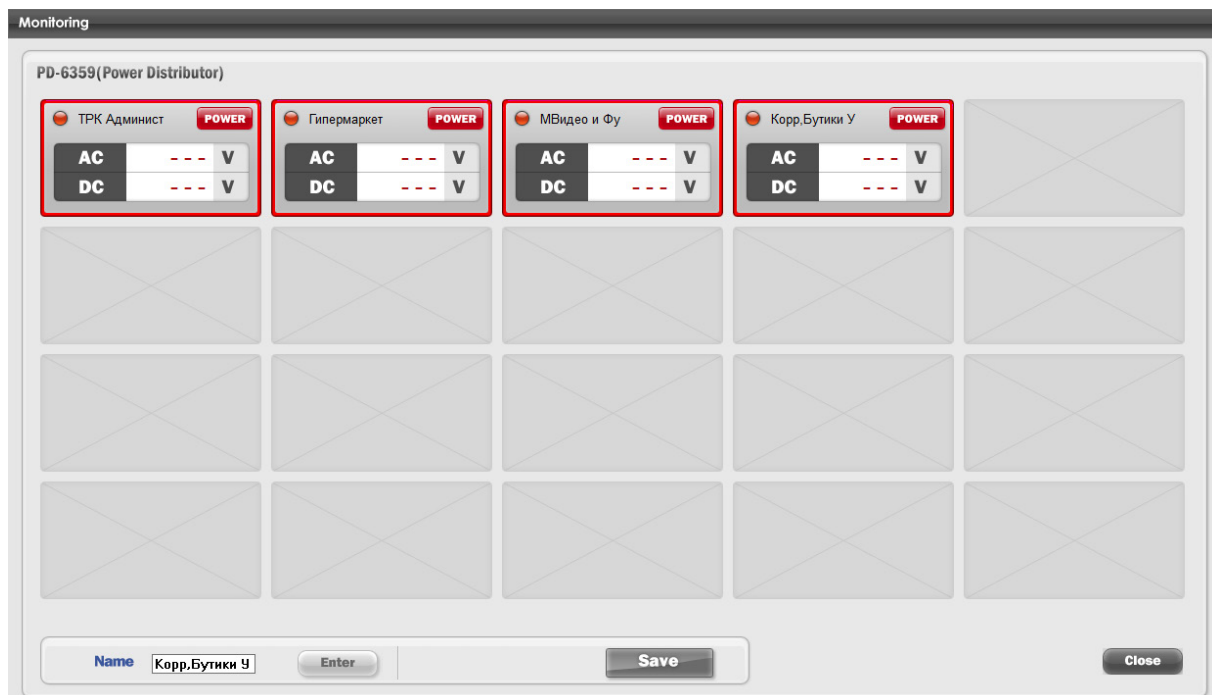 Monitoring
PD-6359(Power Distributor)
ТРК Админист POWER
AC - - - V
DC - - - V
Гипермаркет POWER
AC - - - V
DC - - - V
МВидео и Фу POWER
AC - - - V
DC - - - V
Корр,Бутики У POWER
AC - - - V
DC - - - V
Name Корр,Бутики У Enter Save Close